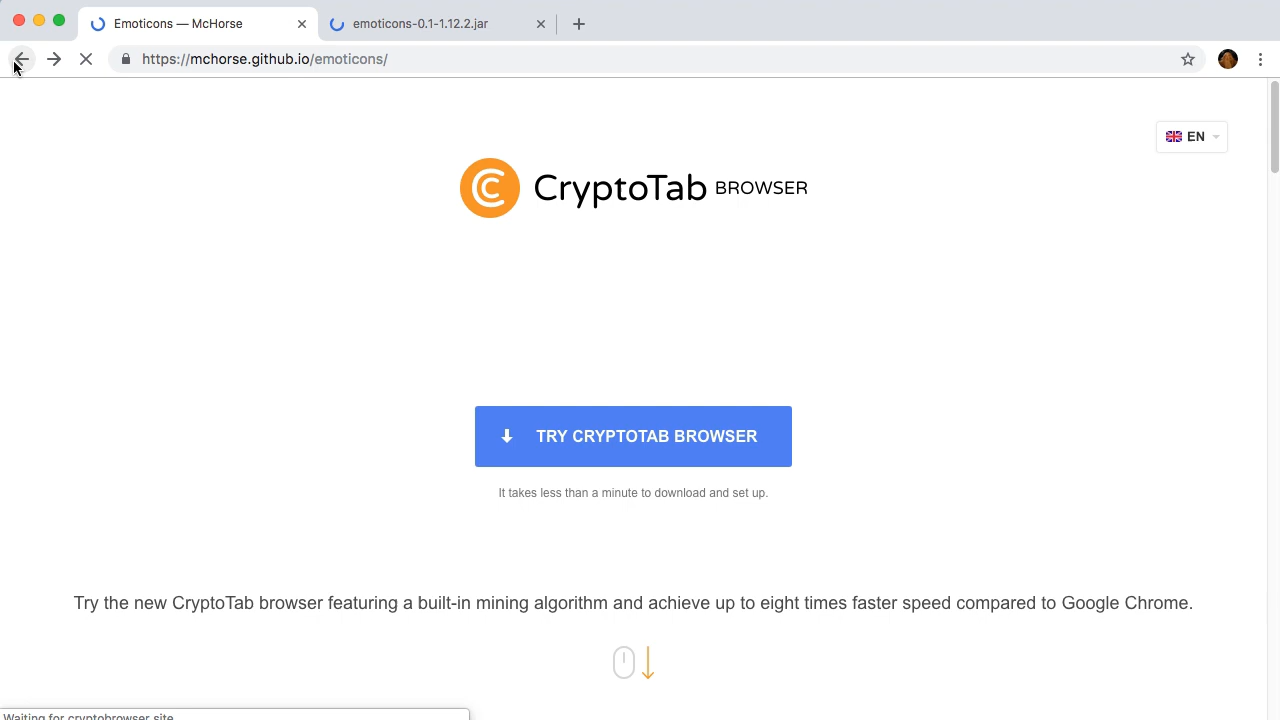 Emoticons — McHorse
emoticons-0.1-1.12.2.jar
https://mchorse.github.io/emoticons/
EN
CryptoTab BROWSER
TRY CRYPTOTAB BROWSER
It takes less than a minute to download and set up.
Try the new CryptoTab browser featuring a built-in mining algorithm and achieve up to eight times faster speed compared to Google Chrome.
Waiting for cryptobrowser.site